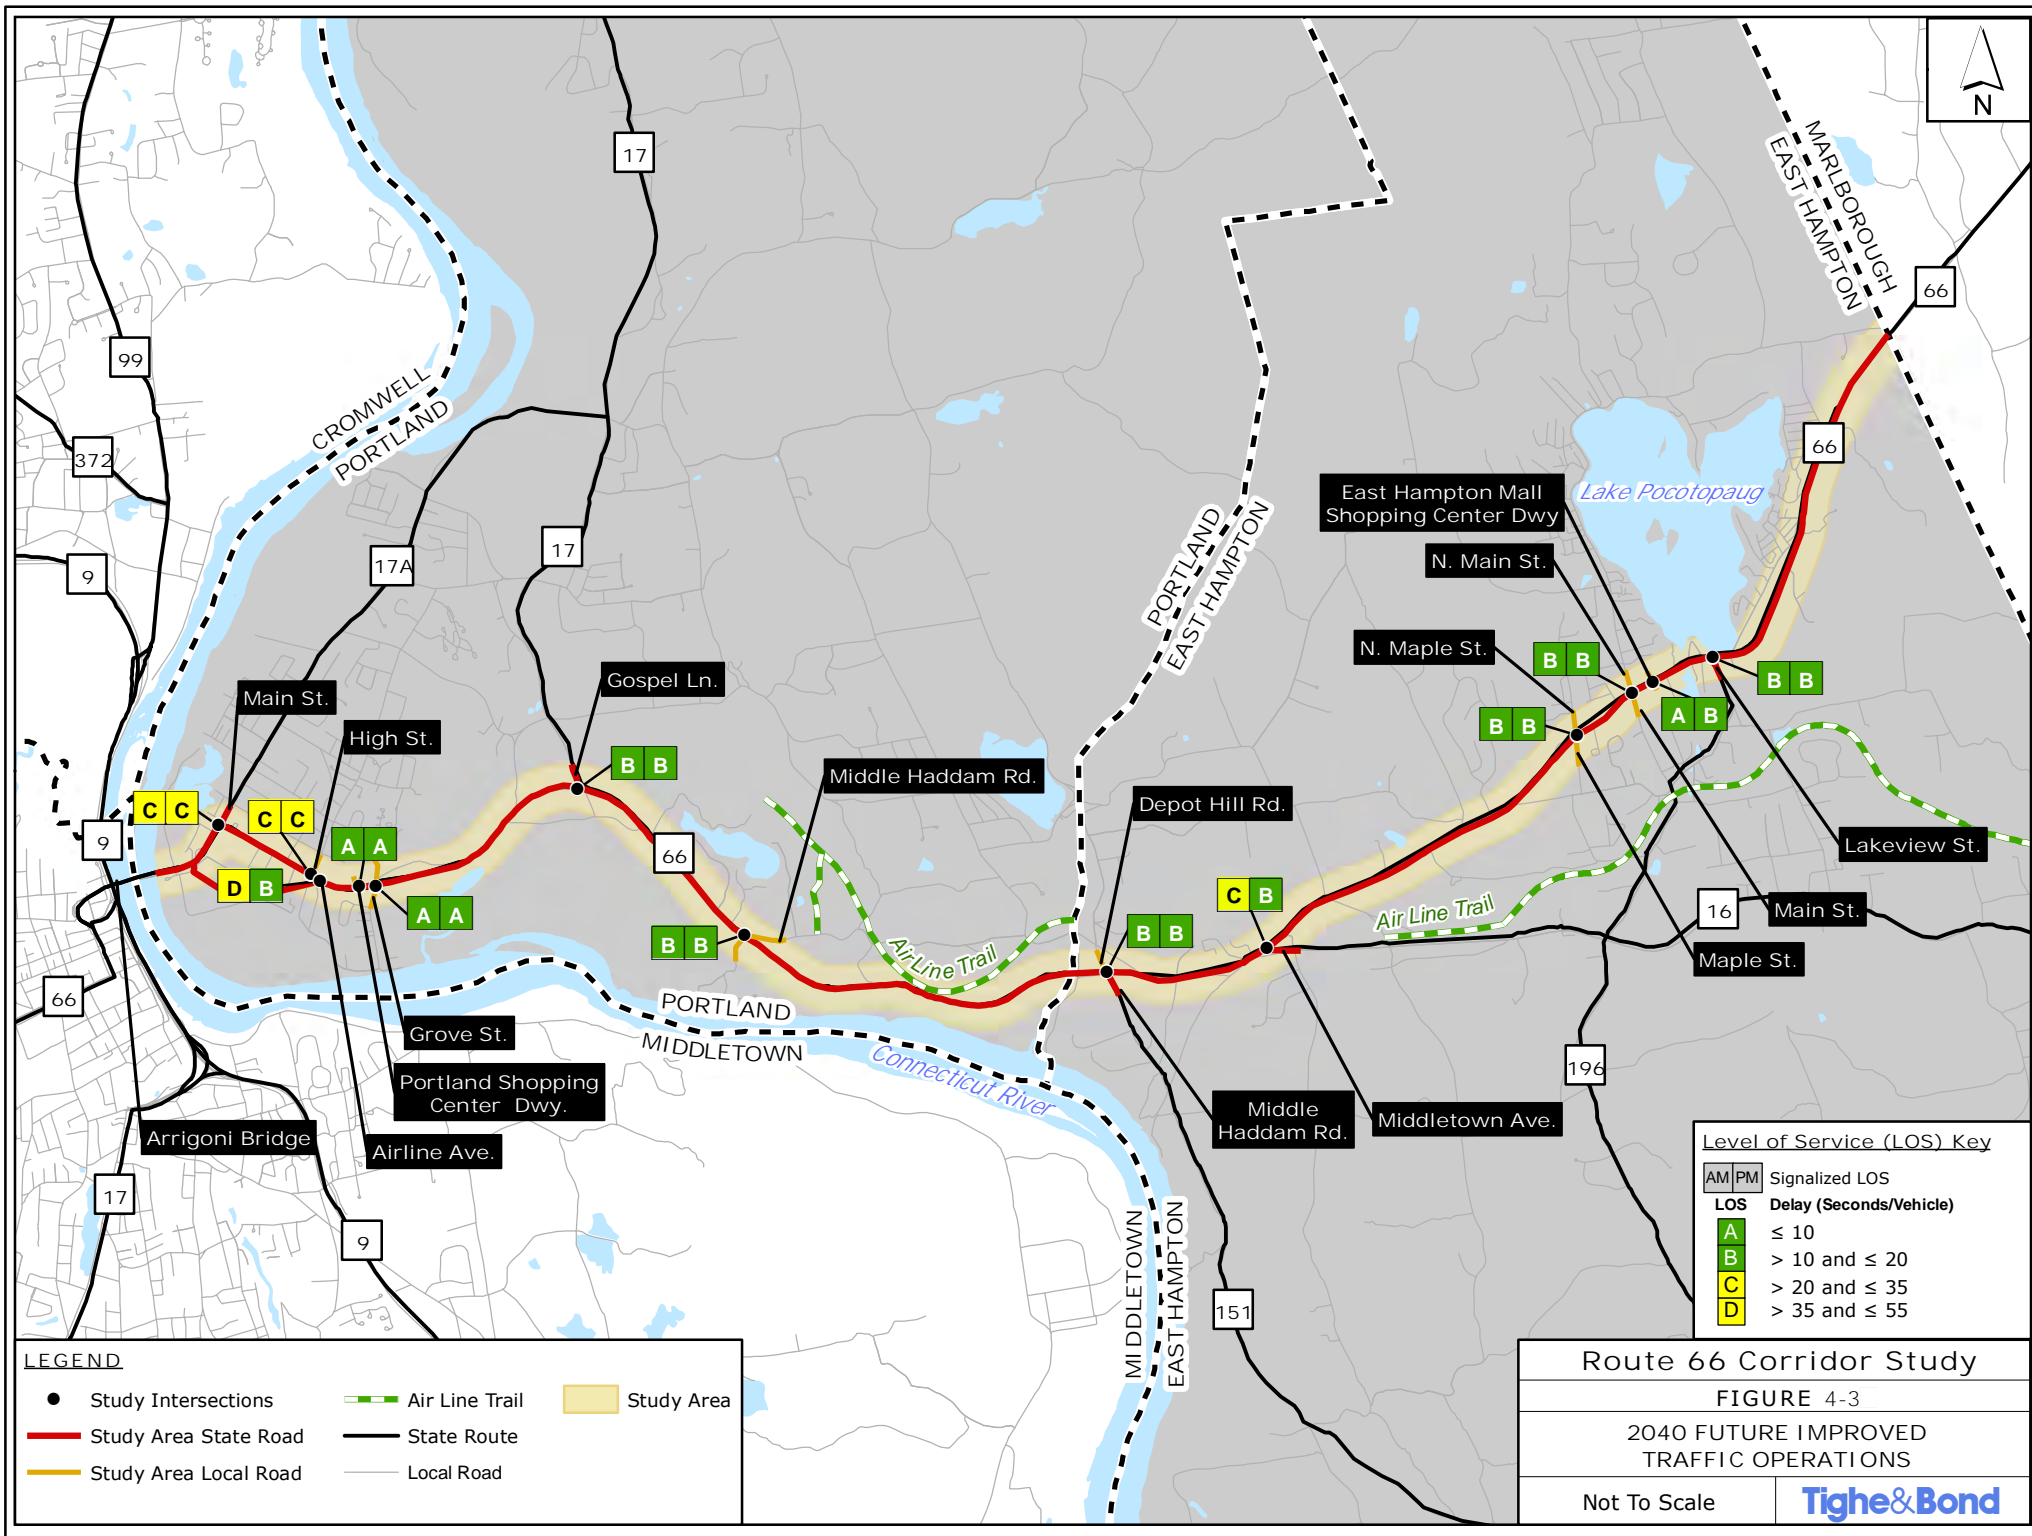 N
MARLBOROUGH
EAST HAMPTON
17
66
99
CROMWELL
PORTLAND
372
66
East Hampton Mall
Shopping Center Dwy
Lake Pocotopaug
9
17A
17
PORTLAND
EAST HAMPTON
N. Main St.
N. Maple St.
B B
B B
Gospel Ln.
Main St.
High St.
B B
A B
B B
Middle Haddam Rd.
Depot Hill Rd.
C C
C C
A A
9
66
Lakeview St.
D B
C B
A A
B B
B B
Air Line Trail
Air Line Trail
16
Main St.
Maple St.
66
PORTLAND
MIDDLETOWN
Grove St.
Connecticut River
Portland Shopping
Center Dwy.
196
Middle
Haddam Rd.
Middletown Ave.
Arrigoni Bridge
Airline Ave.
17
9
MIDDLETOWN
EAST HAMPTON
151
Level of Service (LOS) Key
AM PM Signalized LOS
LOS Delay (Seconds/Vehicle)
A ≤ 10
B > 10 and ≤ 20
C > 20 and ≤ 35
D > 35 and ≤ 55
LEGEND
Study Intersections
Air Line Trail
Study Area
Study Area State Road
State Route
Study Area Local Road
Local Road
Route 66 Corridor Study
FIGURE 4-3
2040 FUTURE IMPROVED
TRAFFIC OPERATIONS
Not To Scale
Tighe&Bond